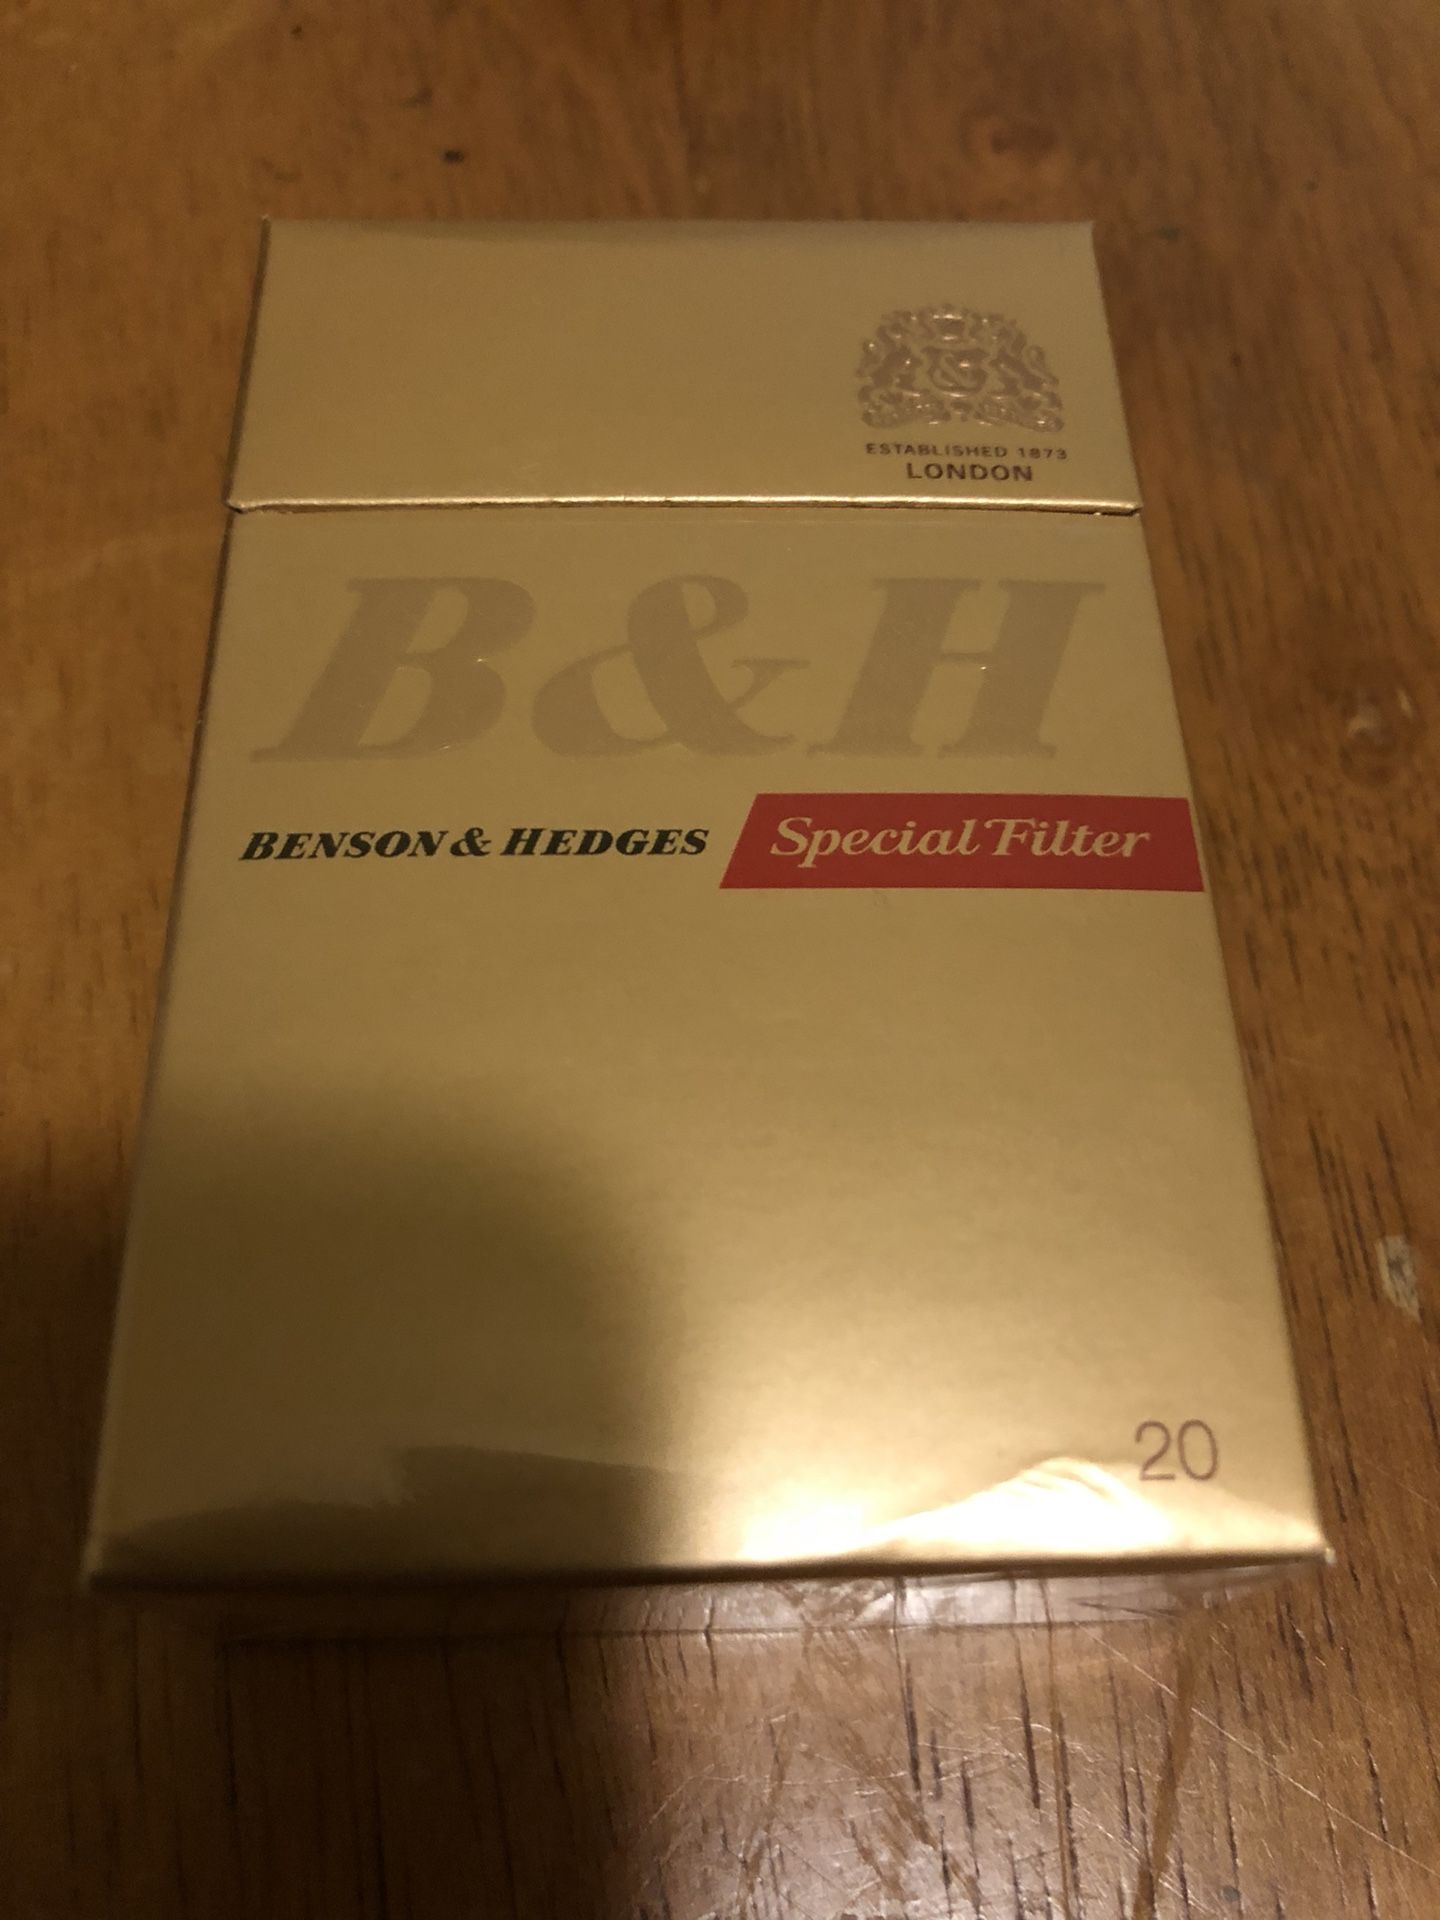 ESTABLISHED 1873
LONDON
B&H
BENSON & HEDGES Special Filter
20